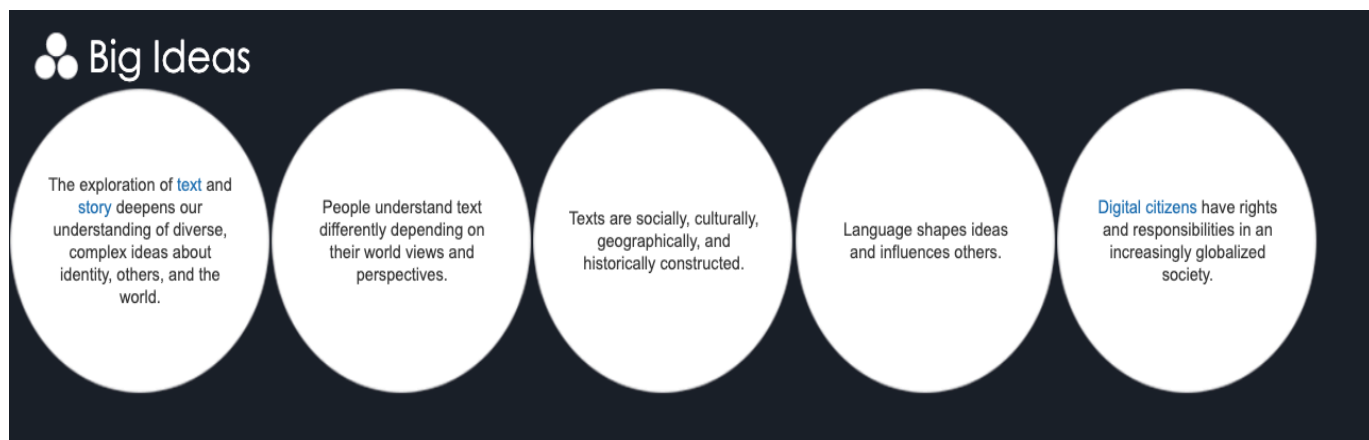 Big Ideas
The exploration of text and
story deepens our
understanding of diverse,
complex ideas about
identity, others, and the
world.
People understand text
differently depending on
their world views and
perspectives.
Texts are socially, culturally,
geographically, and
historically constructed.
Language shapes ideas
and influences others.
Digital citizens have rights
and responsibilities in an
increasingly globalized
society.